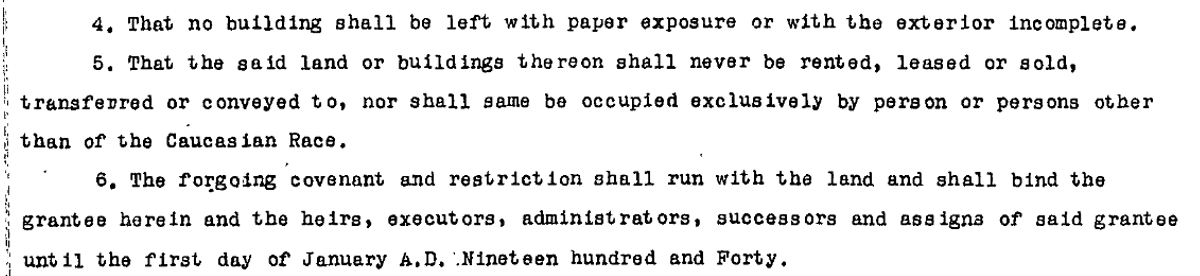 4. That no building shall be left with paper exposure or with the exterior incomplete.
5. That the said land or buildings thereon shall never be rented, leased or sold,
transferred or conveyed to, nor shall same be occupied exclusively by person or persons other
than of the Caucasian Race.
6. The forgoing covenant and restriction shall run with the land and shall bind the
grantee herein and the heirs, executors, administrators, successors and assigns of said grantee
until the first day of January A.D. Nineteen hundred and Forty.